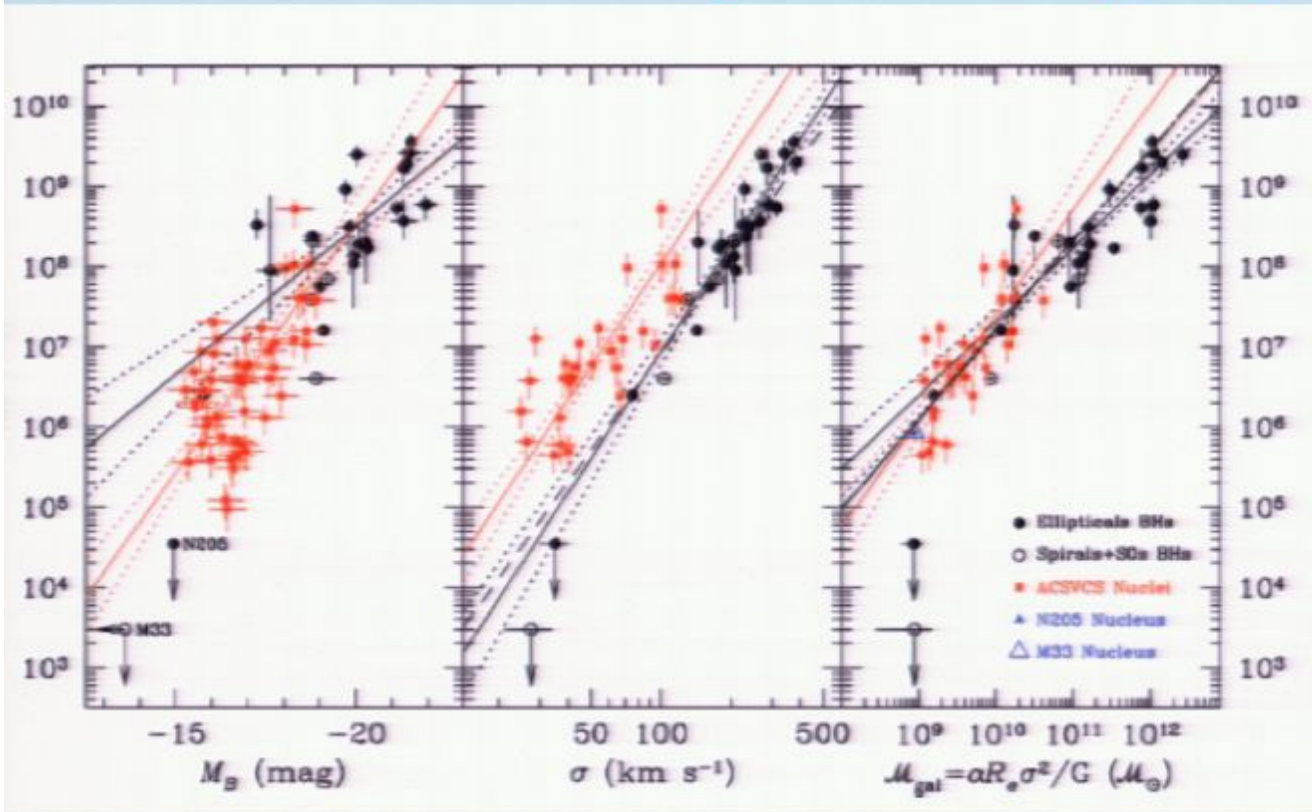 10¹⁰
10⁹
10⁸
10⁷
10⁶
10⁵
10⁴
10³
N205
M33
Ellipticals BHs
Spirals+S0s BHs
ACSVCS Nuclei
N205 Nucleus
M33 Nucleus
10¹⁰
10⁹
10⁸
10⁷
10⁶
10⁵
10⁴
10³
-15 -20 50 100 500 10⁹ 10¹⁰ 10¹¹ 10¹²
M_B (mag) σ (km s⁻¹) ℳ_gal=αR_eσ²/G (ℳ_⊙)